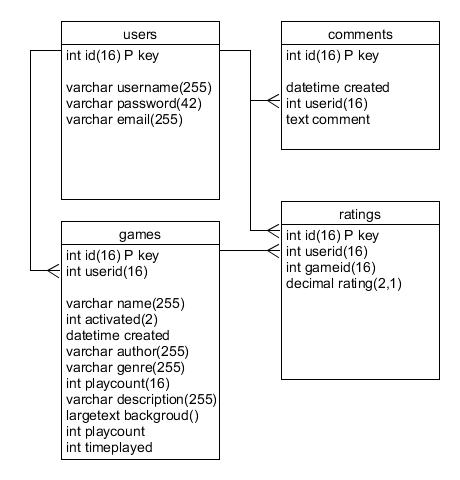 users
int id(16) P key
varchar username(255)
varchar password(42)
varchar email(255)
comments
int id(16) P key
datetime created
int userid(16)
text comment
games
int id(16) P key
int userid(16)
varchar name(255)
int activated(2)
datetime created
varchar author(255)
varchar genre(255)
int playcount(16)
varchar description(255)
largetext backgroud()
int playcount
int timeplayed
ratings
int id(16) P key
int userid(16)
int gameid(16)
decimal rating(2,1)